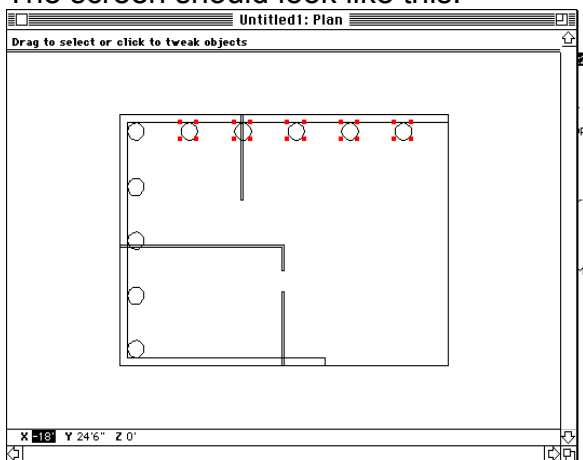 The screen should look like this:
Untitled1: Plan
Drag to select or click to tweak objects
X -18' Y 24'6" Z 0'